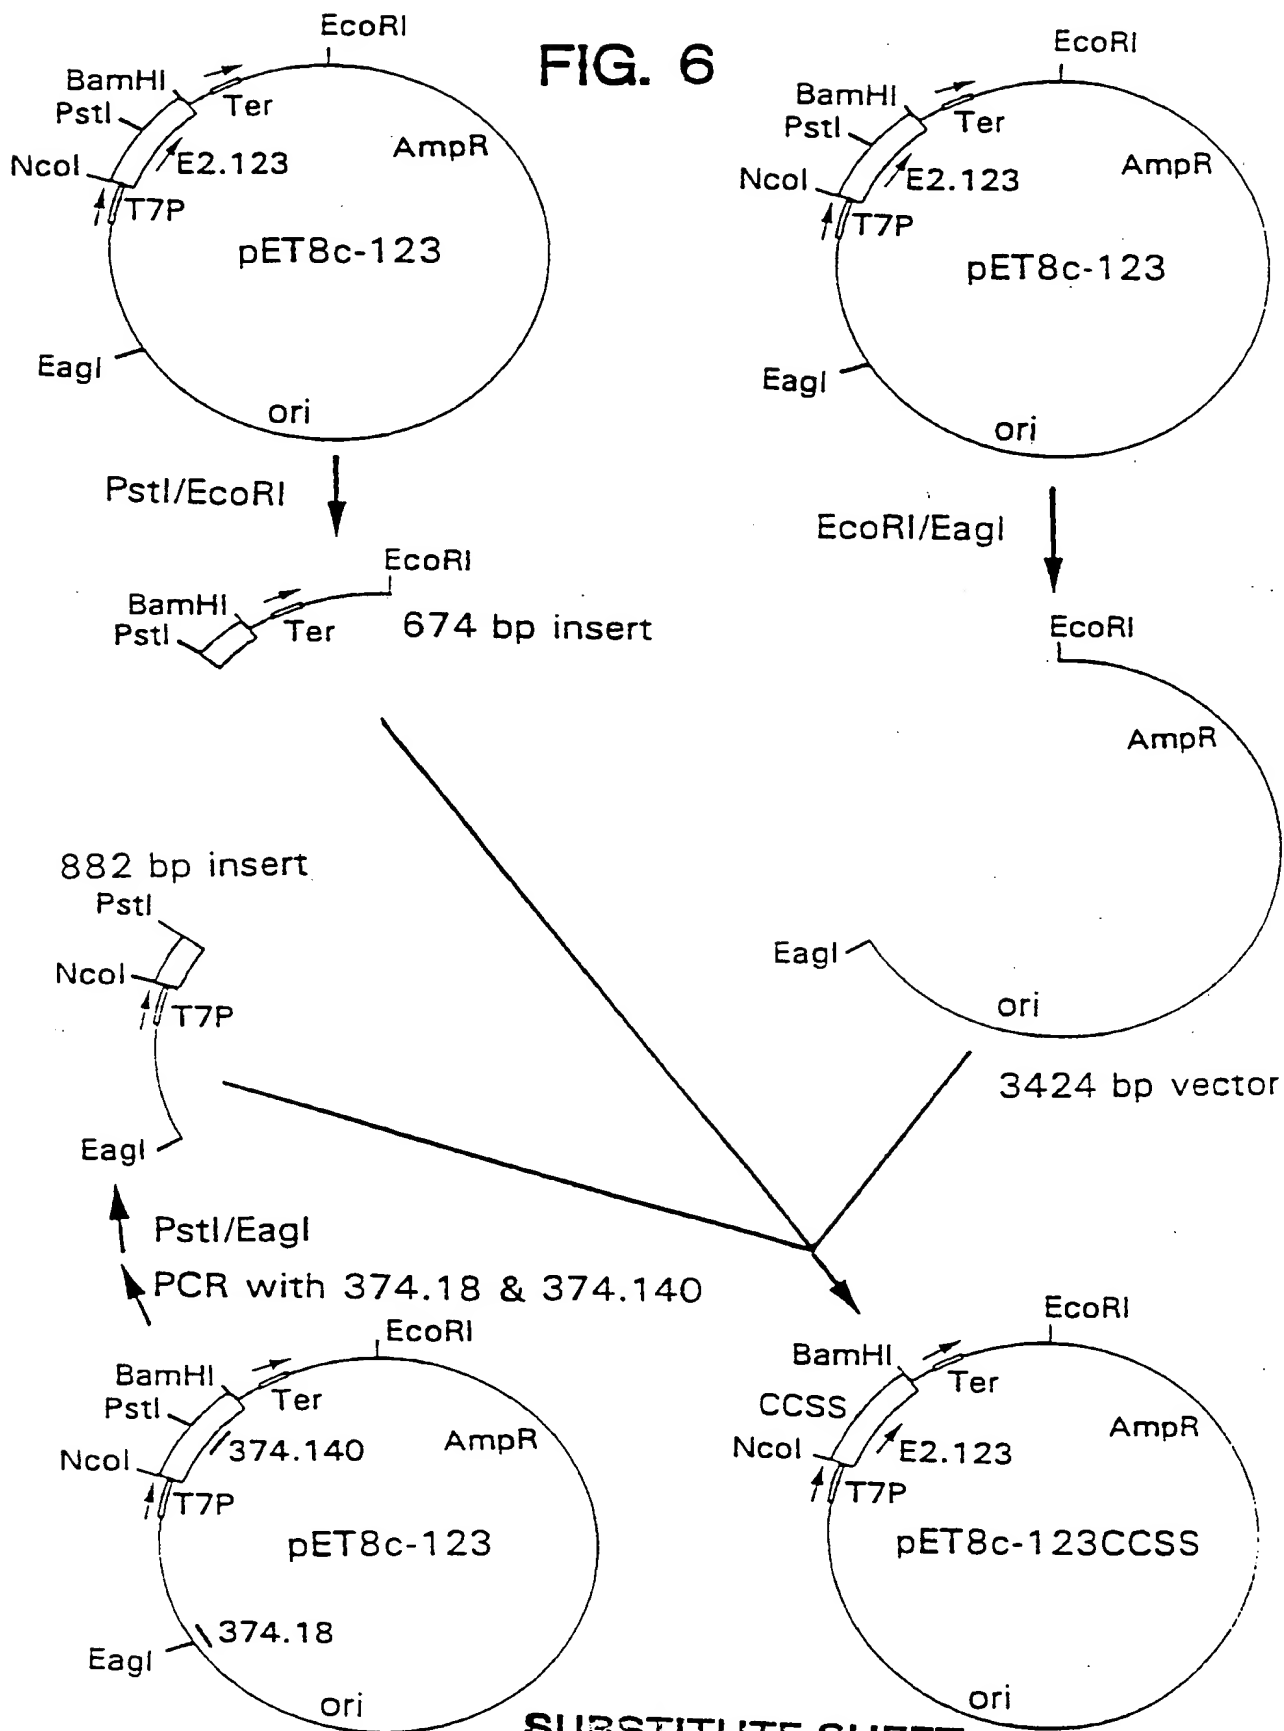 FIG. 6
EcoRI
BamHI
PstI
Ter
AmpR
NcoI
E2.123
T7P
pET8c-123
EagI
ori
EcoRI
BamHI
PstI
Ter
AmpR
NcoI
E2.123
T7P
pET8c-123
EagI
ori
PstI/EcoRI
EcoRI/EagI
EcoRI
BamHI
PstI
Ter
674 bp insert
EcoRI
AmpR
EagI
ori
3424 bp vector
882 bp insert
PstI
NcoI
T7P
EagI
PstI/EagI
PCR with 374.18 & 374.140
EcoRI
BamHI
PstI
Ter
AmpR
374.140
NcoI
T7P
pET8c-123
374.18
EagI
ori
EcoRI
BamHI
Ter
CCSS
AmpR
NcoI
E2.123
T7P
pET8c-123CCSS
ori
SUBSTITUTE SHEET